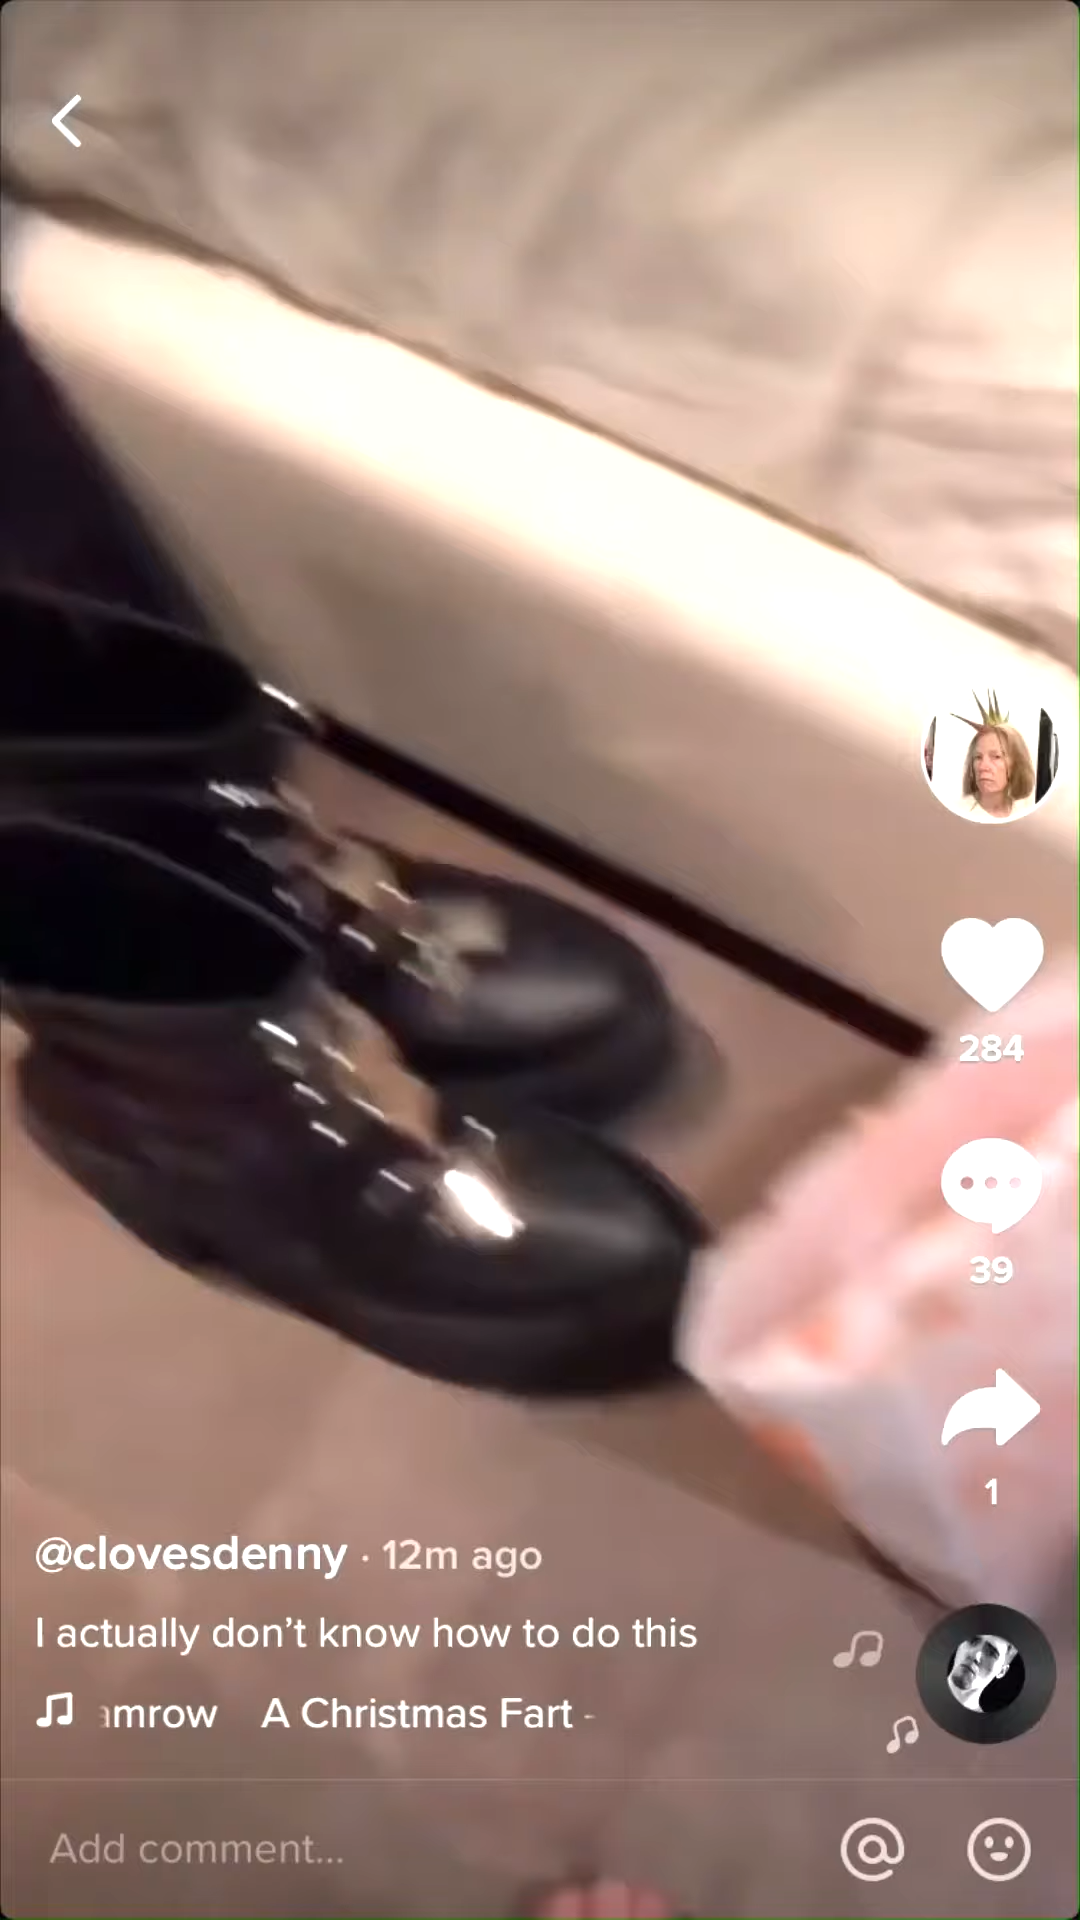 284
39
1
@clovesdenny · 12m ago
I actually don’t know how to do this
amrow A Christmas Fart -
Add comment...